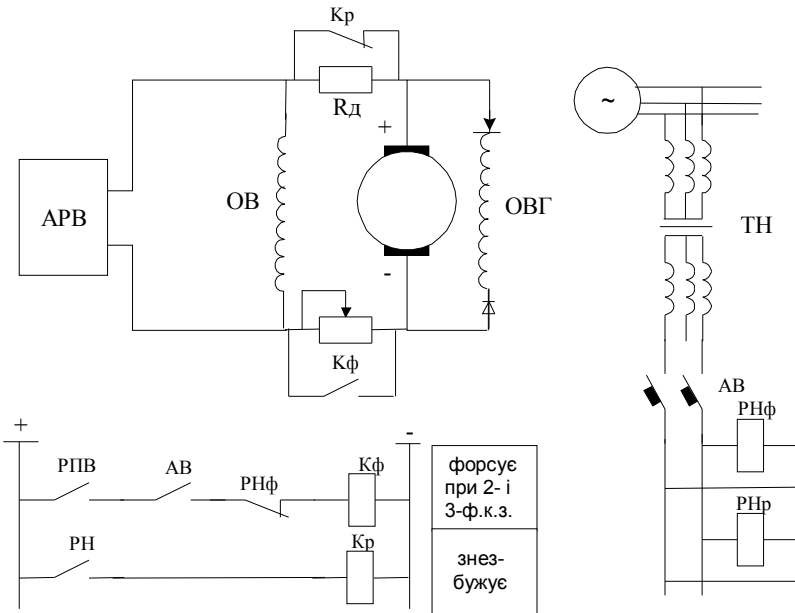 Кр
Rд
+
АРВ
ОВ
ОВГ
-
Кф
~
ТН
АВ
РНф
РНр
+
-
РПВ
АВ
РНф
Кф
РН
Кр
форсує
при 2- і
3-ф.к.з.
знез-
бужує